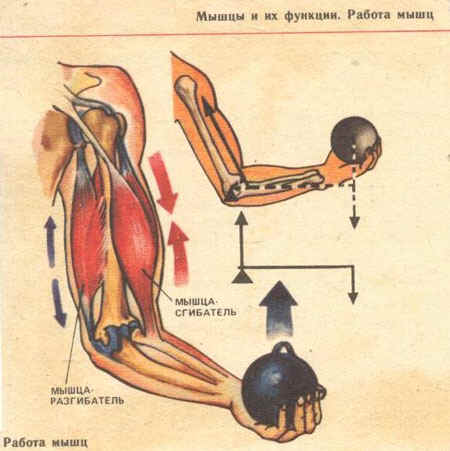 Мышцы и их функции. Работа мышц
МЫШЦА-
СГИБАТЕЛЬ
МЫШЦА-
РАЗГИБАТЕЛЬ
Работа мышц